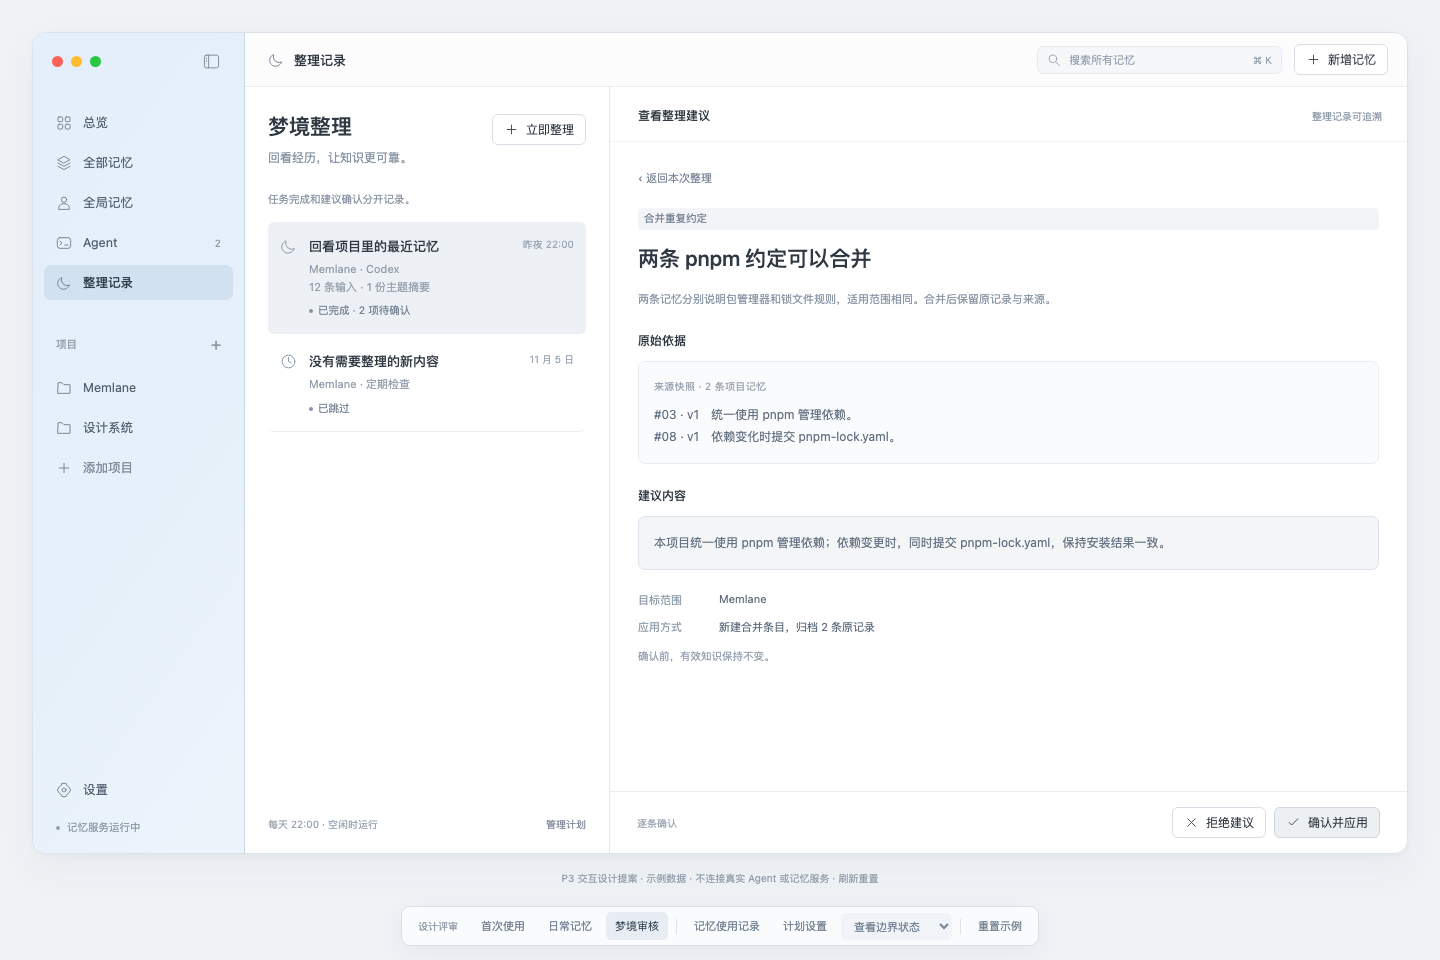 总览
全部记忆
全局记忆
Agent 2
整理记录
项目
Memlane
设计系统
添加项目
设置
记忆服务运行中
整理记录
搜索所有记忆 ⌘ K
新增记忆
梦境整理
立即整理
回看经历，让知识更可靠。
任务完成和建议确认分开记录。
回看项目里的最近记忆 昨夜 22:00
Memlane · Codex
12 条输入 · 1 份主题摘要
已完成 · 2 项待确认
没有需要整理的新内容 11 月 5 日
Memlane · 定期检查
已跳过
每天 22:00 · 空闲时运行 管理计划
查看整理建议 整理记录可追溯
‹ 返回本次整理
合并重复约定
两条 pnpm 约定可以合并
两条记忆分别说明包管理器和锁文件规则，适用范围相同。合并后保留原记录与来源。
原始依据
来源快照 · 2 条项目记忆
#03 · v1 统一使用 pnpm 管理依赖。
#08 · v1 依赖变化时提交 pnpm-lock.yaml。
建议内容
本项目统一使用 pnpm 管理依赖；依赖变更时，同时提交 pnpm-lock.yaml，保持安装结果一致。
目标范围 Memlane
应用方式 新建合并条目，归档 2 条原记录
确认前，有效知识保持不变。
逐条确认 拒绝建议 确认并应用
P3 交互设计提案 · 示例数据 · 不连接真实 Agent 或记忆服务 · 刷新重置
设计评审 首次使用 日常记忆 梦境审核 记忆使用记录 计划设置 查看边界状态 重置示例